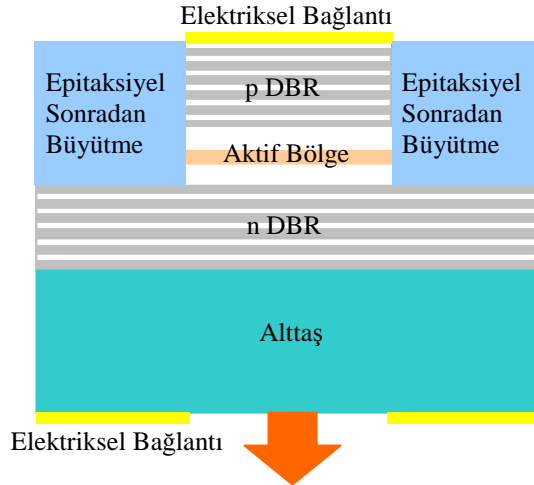 Elektriksel Bağlantı
Epitaksiyel
Sonradan
Büyütme
p DBR
Epitaksiyel
Sonradan
Büyütme
Aktif Bölge
n DBR
Alttaş
Elektriksel Bağlantı